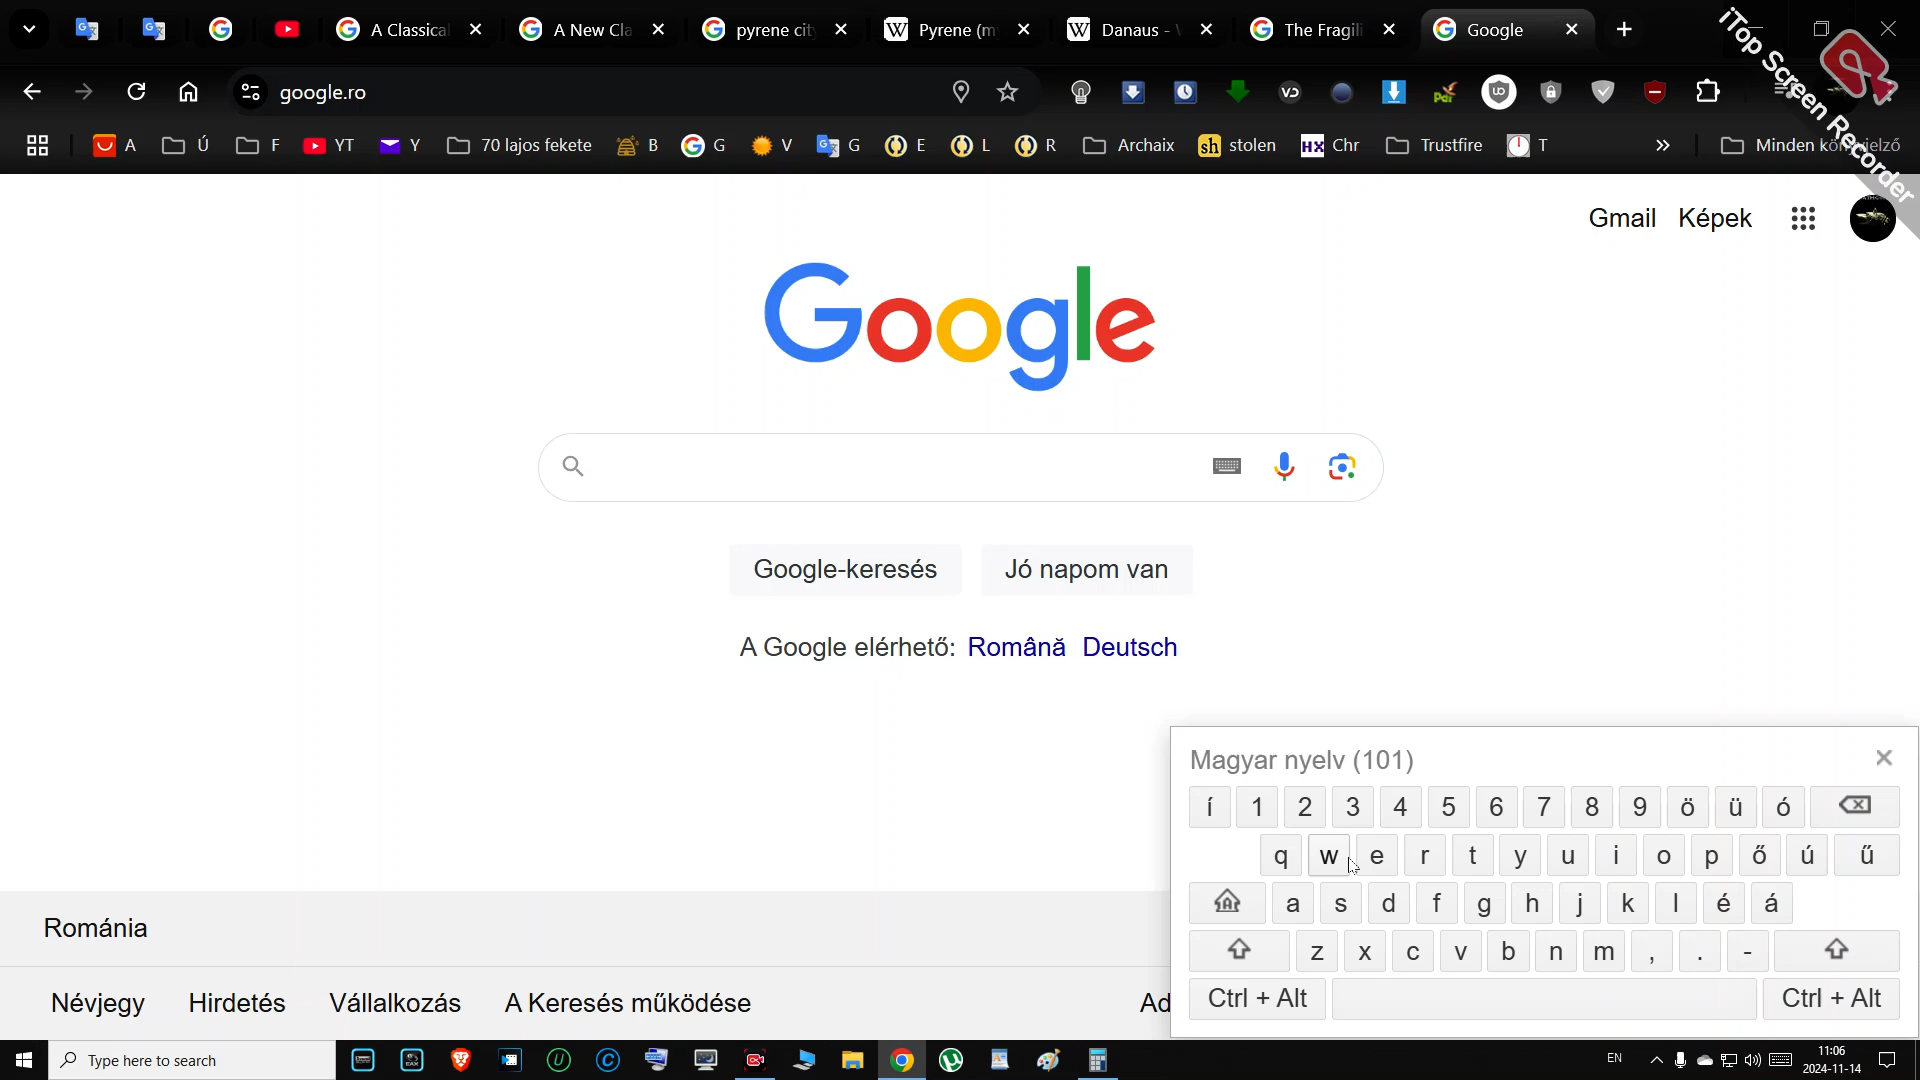 A Classical
A New Cla
pyrene cit
Pyrene (m
Danaus -
The Fragili
Google
google.ro
A Ú F YT Y 70 lajos fekete B G V G E L R Archaix stolen Chr Trustfire T » Minden könyvjelző
iTop Screen Recorder
Gmail Képek
Google
Google-keresés Jó napom van
A Google elérhető: Română Deutsch
Magyar nyelv (101)
í 1 2 3 4 5 6 7 8 9 ö ü ó
q w e r t y u i o p ő ú ű
a s d f g h j k l é á
z x c v b n m , . -
Ctrl + Alt Ctrl + Alt
Románia
Névjegy Hirdetés Vállalkozás A Keresés működése Ad
Type here to search
EN
11:06
2024-11-14